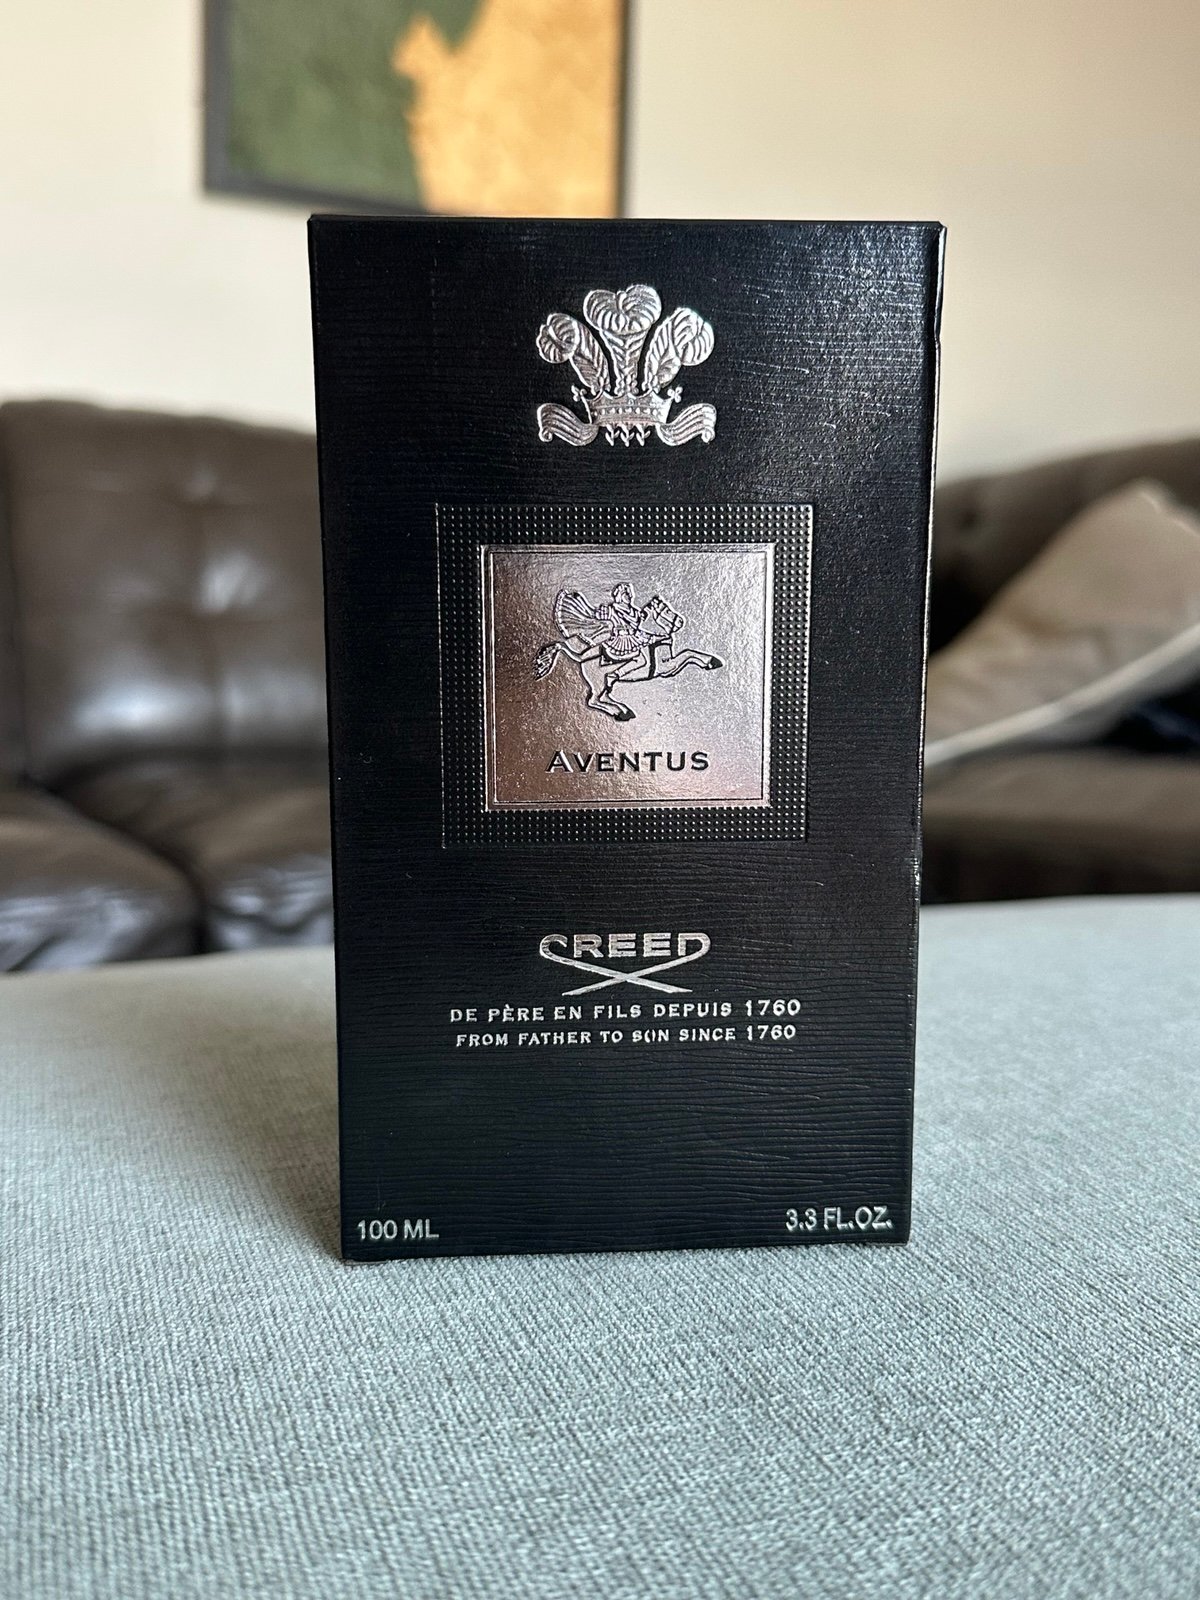 AVENTUS
CREED
DE PÈRE EN FILS DEPUIS 1760
FROM FATHER TO SON SINCE 1760
100 ML
3.3 FL.OZ.